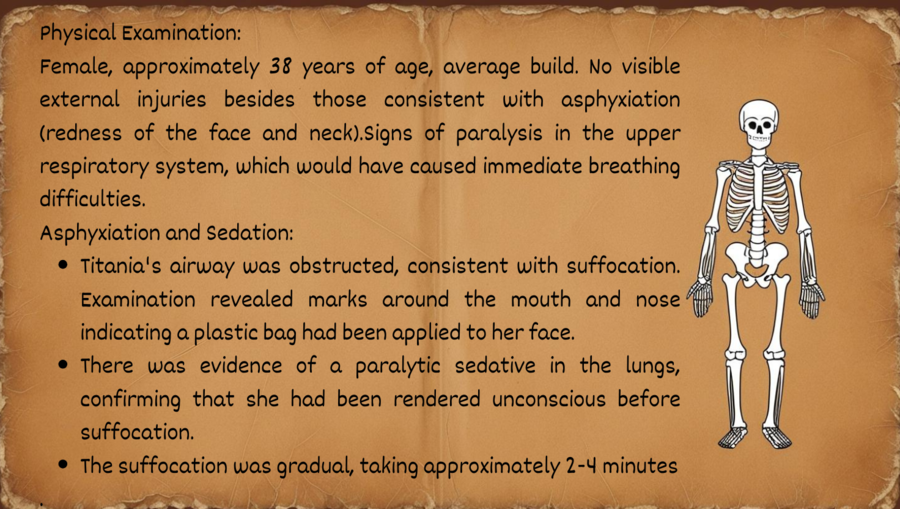 Physical Examination:
Female, approximately 38 years of age, average build. No visible
external injuries besides those consistent with asphyxiation
(redness of the face and neck).Signs of paralysis in the upper
respiratory system, which would have caused immediate breathing
difficulties.
Asphyxiation and Sedation:
• Titania's airway was obstructed, consistent with suffocation.
Examination revealed marks around the mouth and nose
indicating a plastic bag had been applied to her face.
• There was evidence of a paralytic sedative in the lungs,
confirming that she had been rendered unconscious before
suffocation.
• The suffocation was gradual, taking approximately 2-4 minutes
.